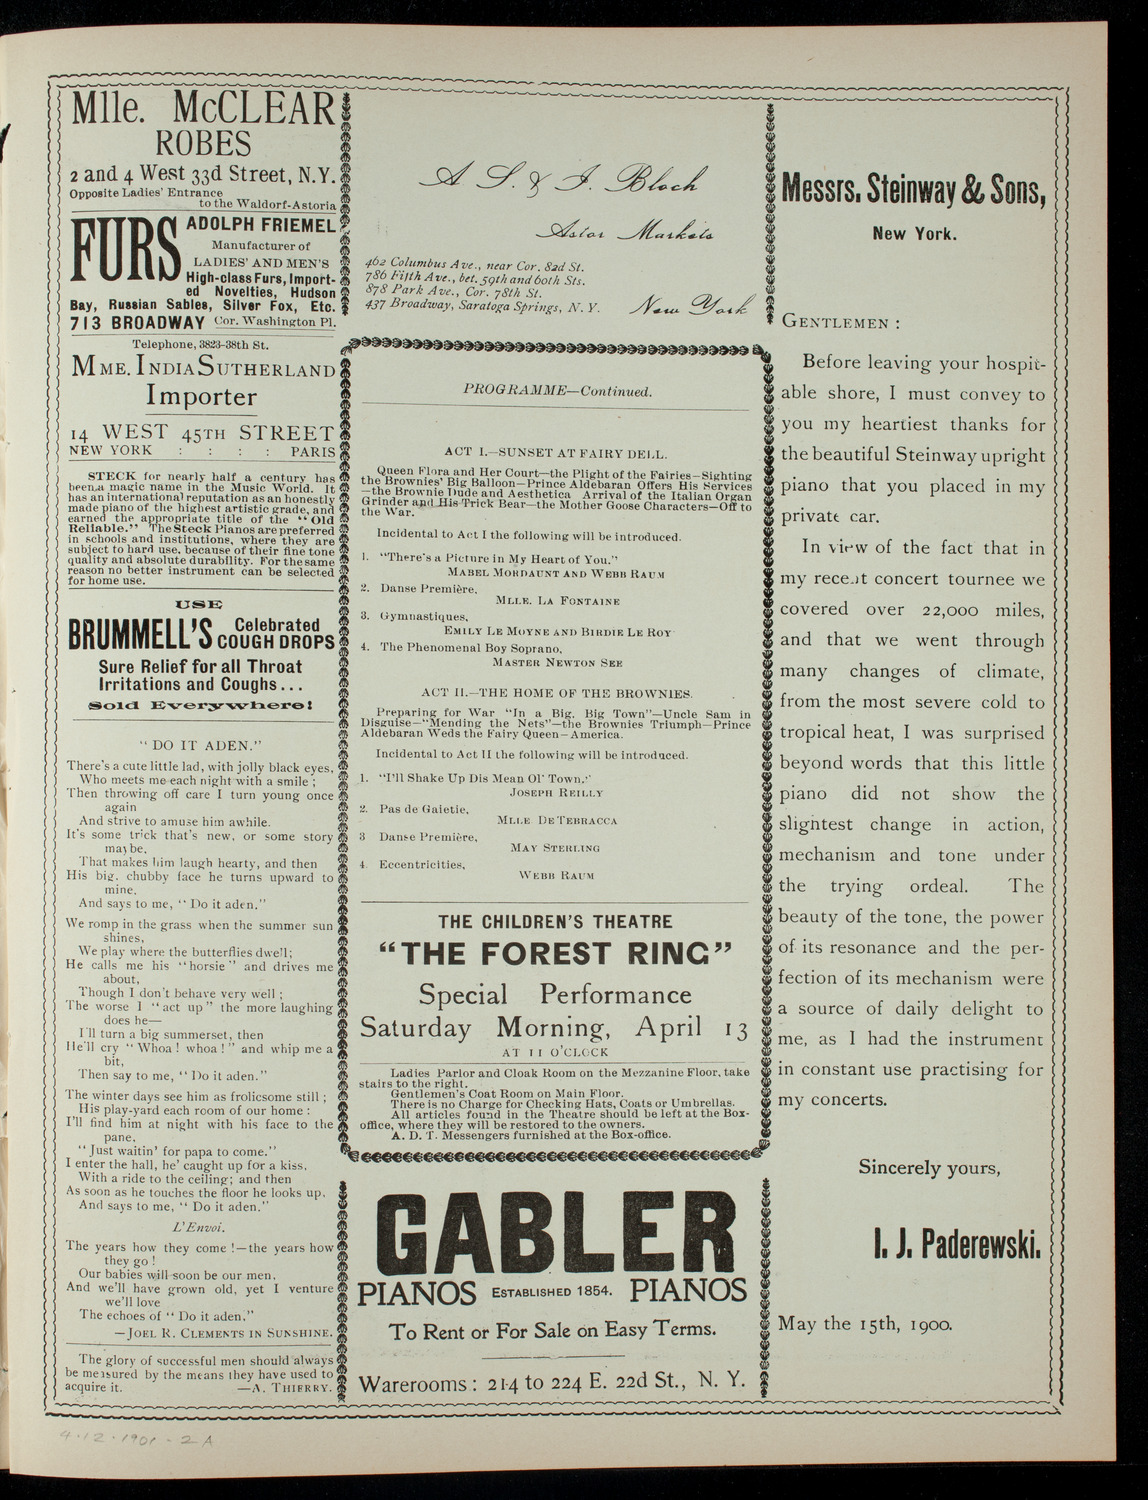 Mlle. McCLEAR
ROBES
2 and 4 West 33d Street, N.Y.
Opposite Ladies' Entrance
to the Waldorf-Astoria
FURS
ADOLPH FRIEMEL
Manufacturer of
LADIES' AND MEN'S
High-class Furs, Import-
ed Novelties, Hudson
Bay, Russian Sables, Silver Fox, Etc.
713 BROADWAY Cor. Washington Pl.
Telephone, 3823-38th St.
MME. INDIA SUTHERLAND
Importer
14 WEST 45TH STREET
NEW YORK : : : : PARIS
STECK for nearly half a century has
been a magic name in the Music World. It
has an international reputation as an honestly
made piano of the highest artistic grade, and
earned the appropriate title of the "Old
Reliable." The Steck Pianos are preferred
in schools and institutions, where they are
subject to hard use, because of their fine tone
quality and absolute durability. For the same
reason no better instrument can be selected
for home use.
USE
BRUMMELL'S Celebrated
COUGH DROPS
Sure Relief for all Throat
Irritations and Coughs...
Sold Everywhere!
"DO IT ADEN."
There's a cute little lad, with jolly black eyes,
Who meets me each night with a smile;
Then throwing off care I turn young once
again
And strive to amuse him awhile.
It's some trick that's new, or some story
maybe,
That makes him laugh hearty, and then
His big, chubby face he turns upward to
mine,
And says to me, "Do it aden."
We romp in the grass when the summer sun
shines,
We play where the butterflies dwell;
He calls me his "horsie" and drives me
about,
Though I don't behave very well;
The worse I "act up" the more laughing
does he—
I'll turn a big summerset, then
He'll cry "Whoa! whoa!" and whip me a
bit,
Then say to me, "Do it aden."
The winter days see him as frolicsome still;
His play-yard each room of our home:
I'll find him at night with his face to the
pane,
"Just waitin' for papa to come."
I enter the hall, he' caught up for a kiss,
With a ride to the ceiling; and then
As soon as he touches the floor he looks up,
And says to me, "Do it aden."
L'Envoi.
The years how they come!—the years how
they go!
Our babies will soon be our men,
And we'll have grown old, yet I venture
we'll love
The echoes of "Do it aden."
—JOEL R. CLEMENTS IN SUNSHINE.
The glory of successful men should always
be measured by the means they have used to
acquire it. —A. THIERRY.
A S. & J. Bloch
Astor Markets
462 Columbus Ave., near Cor. 82d St.
786 Fifth Ave., bet. 59th and 60th Sts.
878 Park Ave., Cor. 78th St.
437 Broadway, Saratoga Springs, N. Y.
New York
PROGRAMME—Continued.
ACT I.—SUNSET AT FAIRY DELL.
Queen Flora and Her Court—the Plight of the Fairies—Sighting
the Brownies' Big Balloon—Prince Aldebaran Offers His Services
—the Brownie Dude and Aesthetica Arrival of the Italian Organ
Grinder and His Trick Bear—the Mother Goose Characters—Off to
the War.
Incidental to Act I the following will be introduced.
1. "There's a Picture in My Heart of You."
MABEL MORDAUNT AND WEBB RAUM
2. Danse Première,
MLLE. LA FONTAINE
3. Gymnastiques,
EMILY LE MOYNE AND BIRDIE LE ROY
4. The Phenomenal Boy Soprano,
MASTER NEWTON SEE
ACT II.—THE HOME OF THE BROWNIES.
Preparing for War "In a Big, Big Town"—Uncle Sam in
Disguise—"Mending the Nets"—the Brownies Triumph—Prince
Aldebaran Weds the Fairy Queen—America.
Incidental to Act II the following will be introduced.
1. "I'll Shake Up Dis Mean Ol' Town,"
JOSEPH REILLY
2. Pas de Gaietie,
MLLE DETEBRACCA
3 Danse Première,
MAY STERLING
4. Eccentricities,
WEBB RAUM
THE CHILDREN'S THEATRE
"THE FOREST RING"
Special Performance
Saturday Morning, April 13
AT 11 O'CLOCK
Ladies Parlor and Cloak Room on the Mezzanine Floor, take
stairs to the right.
Gentlemen's Coat Room on Main Floor.
There is no Charge for Checking Hats, Coats or Umbrellas.
All articles found in the Theatre should be left at the Box-
office, where they will be restored to the owners.
A. D. T. Messengers furnished at the Box-office.
GABLER
PIANOS ESTABLISHED 1854. PIANOS
To Rent or For Sale on Easy Terms.
Warerooms: 214 to 224 E. 22d St., N. Y.
Messrs. Steinway & Sons,
New York.
GENTLEMEN:
Before leaving your hospit-
able shore, I must convey to
you my heartiest thanks for
the beautiful Steinway upright
piano that you placed in my
private car.
In view of the fact that in
my recent concert tournee we
covered over 22,000 miles,
and that we went through
many changes of climate,
from the most severe cold to
tropical heat, I was surprised
beyond words that this little
piano did not show the
slightest change in action,
mechanism and tone under
the trying ordeal. The
beauty of the tone, the power
of its resonance and the per-
fection of its mechanism were
a source of daily delight to
me, as I had the instrument
in constant use practising for
my concerts.
Sincerely yours,
I. J. Paderewski.
May the 15th, 1900.
4.12.1901 - 2A